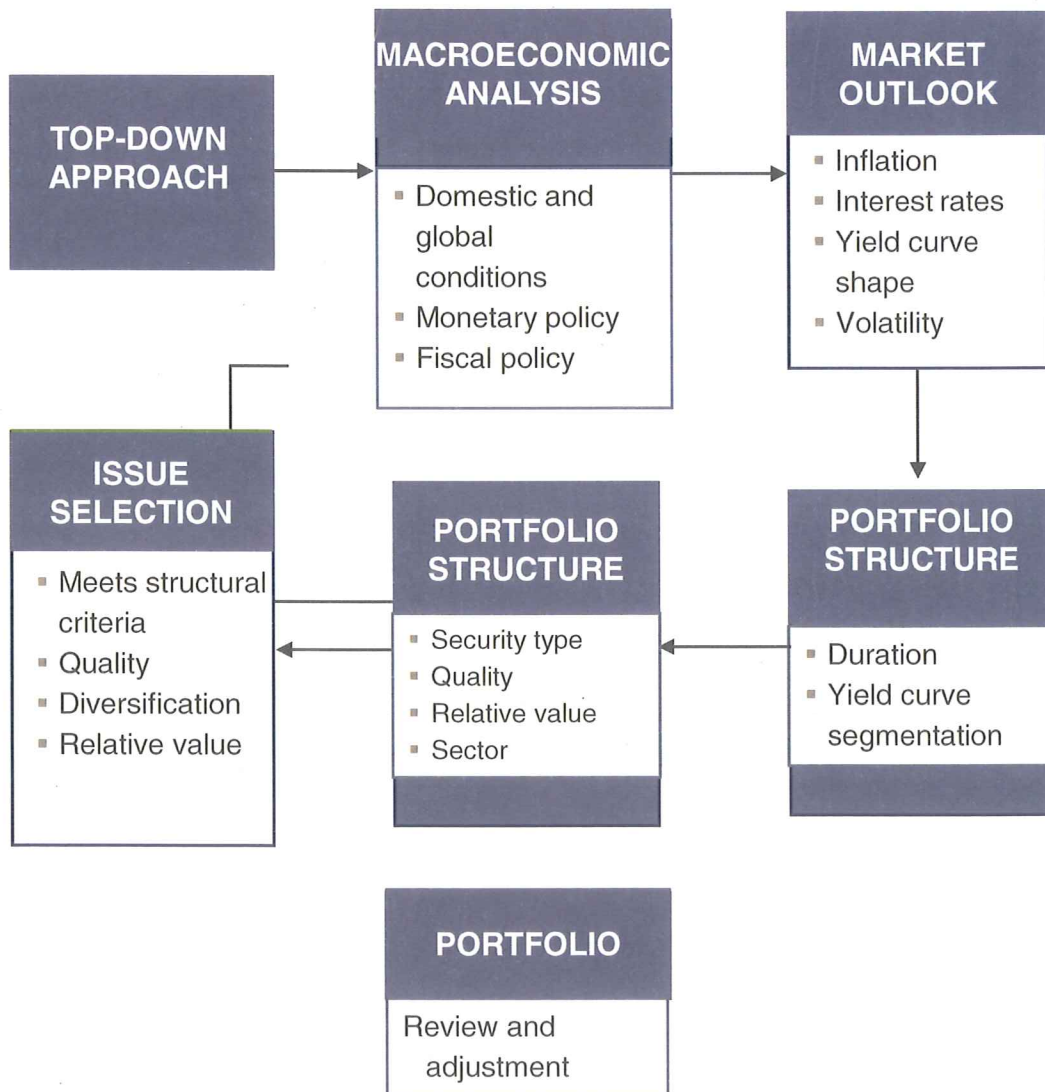 TOP-DOWN
APPROACH
MACROECONOMIC
ANALYSIS
▪ Domestic and
global
conditions
▪ Monetary policy
▪ Fiscal policy
MARKET
OUTLOOK
▪ Inflation
▪ Interest rates
▪ Yield curve
shape
▪ Volatility
PORTFOLIO
STRUCTURE
▪ Duration
▪ Yield curve
segmentation
PORTFOLIO
STRUCTURE
▪ Security type
▪ Quality
▪ Relative value
▪ Sector
ISSUE
SELECTION
▪ Meets structural
criteria
▪ Quality
▪ Diversification
▪ Relative value
PORTFOLIO
Review and
adjustment